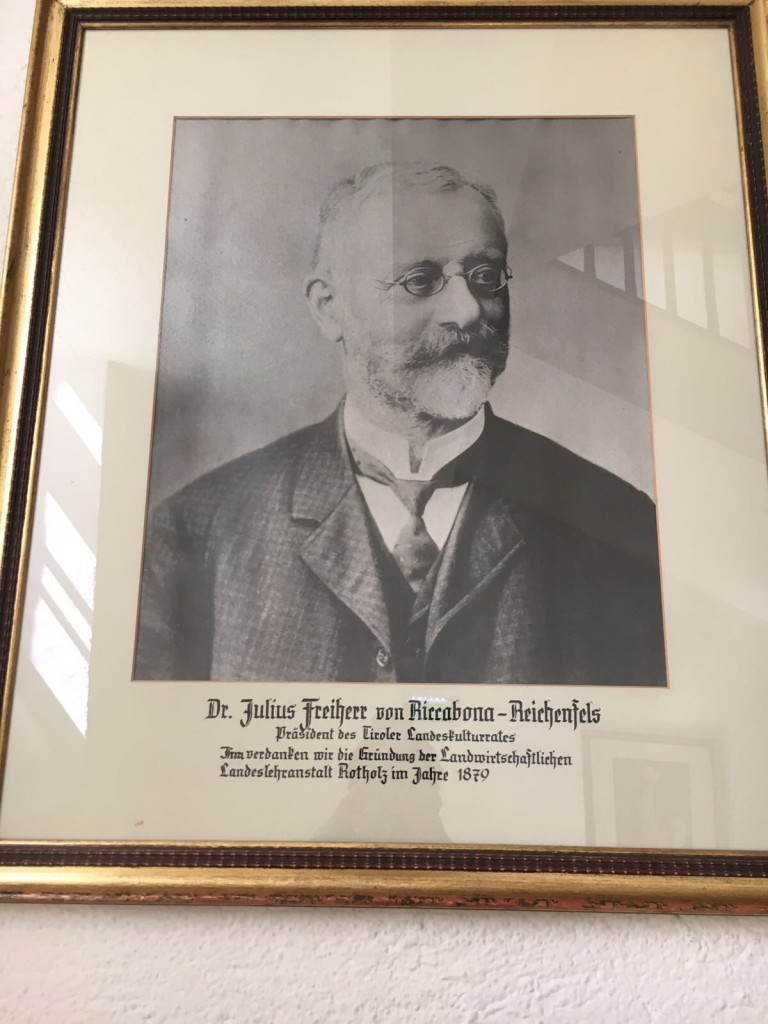 Dr. Julius Freiherr von Riccabona-Reichenfels
Präsident des Tiroler Landeskulturrates
Ihm verdanken wir die Gründung der Landwirtschaftlichen
Landeslehranstalt Rotholz im Jahre 1879